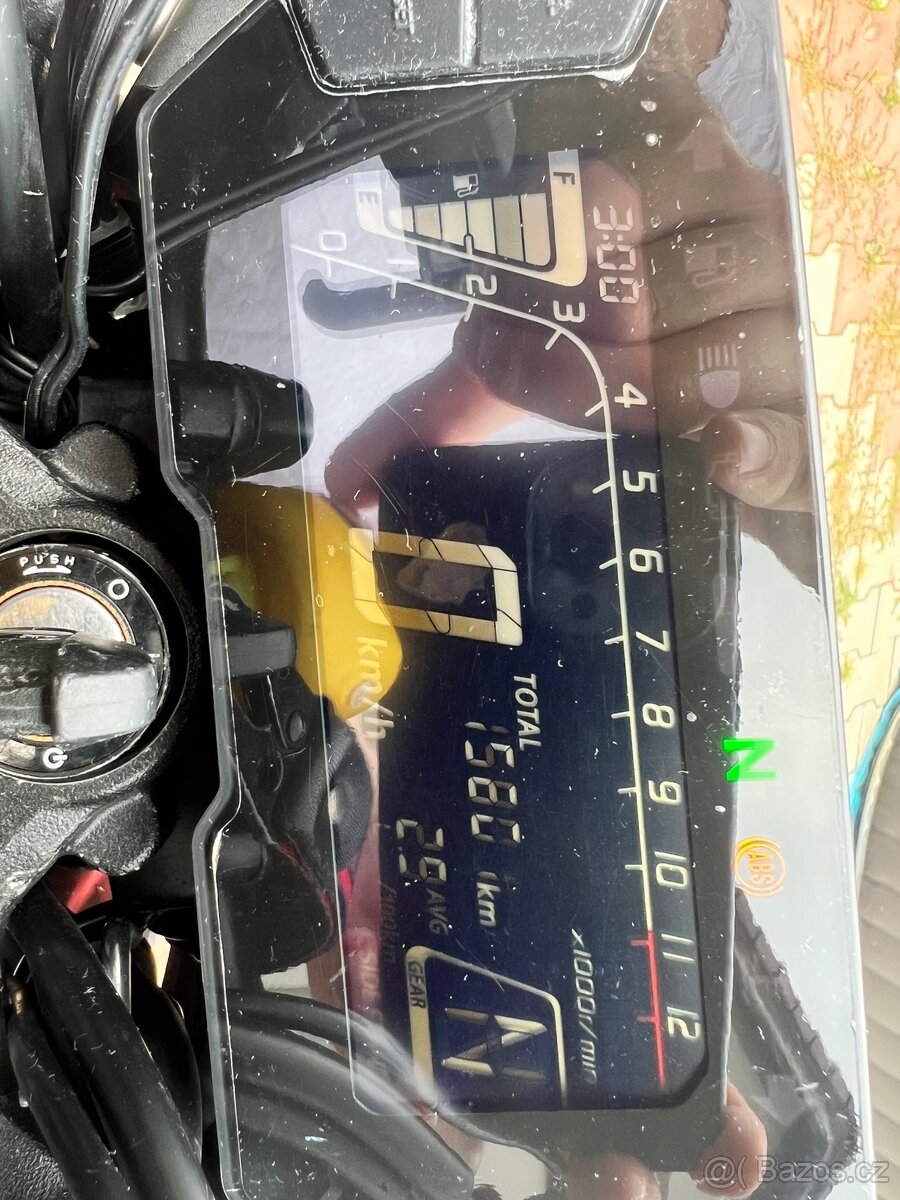 N
ABS
3:00
4 5 6 7 8 9 10 11 12
0 1 2 3
E F
x1000r/min
TOTAL
15801 km
0 km/h
2.9 AVG
/100km
GEAR
N
PUSH
@( Bazos.cz